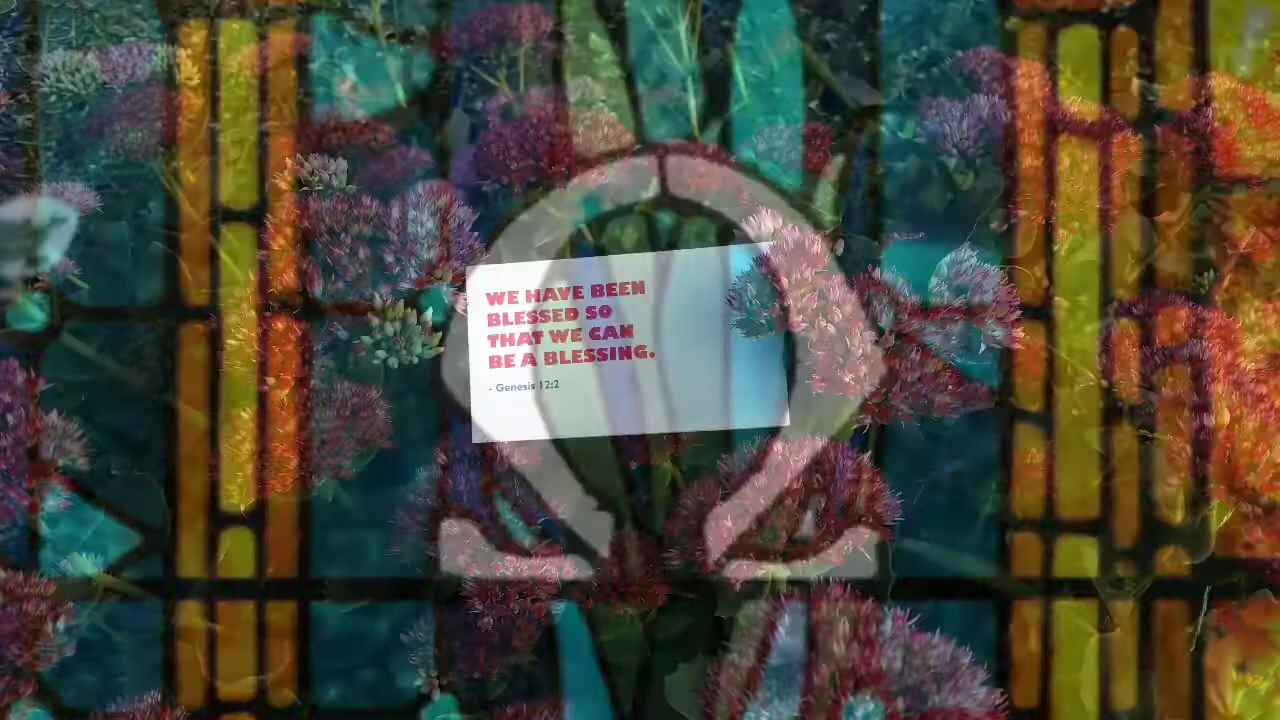 WE HAVE BEEN
BLESSED SO
THAT WE CAN
BE A BLESSING.
- Genesis 12:2